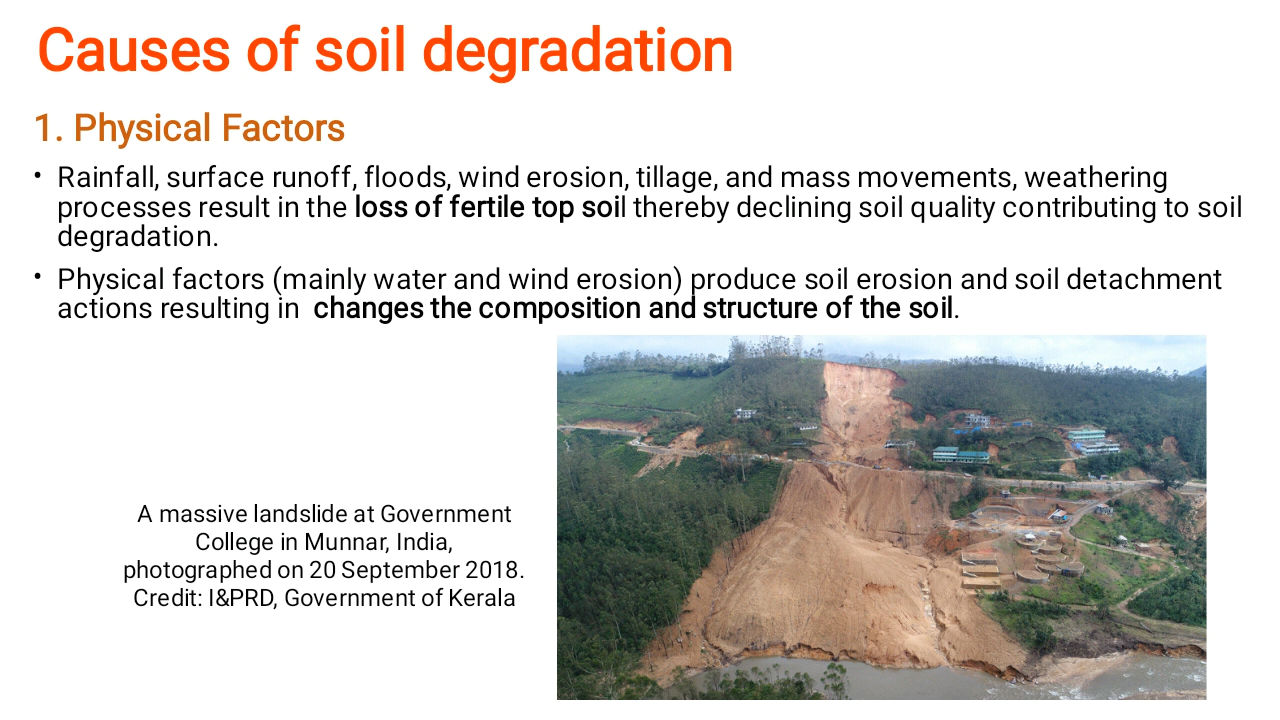 Causes of soil degradation
1. Physical Factors
• Rainfall, surface runoff, floods, wind erosion, tillage, and mass movements, weathering
processes result in the loss of fertile top soil thereby declining soil quality contributing to soil
degradation.
• Physical factors (mainly water and wind erosion) produce soil erosion and soil detachment
actions resulting in  changes the composition and structure of the soil.
A massive landslide at Government
College in Munnar, India,
photographed on 20 September 2018.
Credit: I&PRD, Government of Kerala